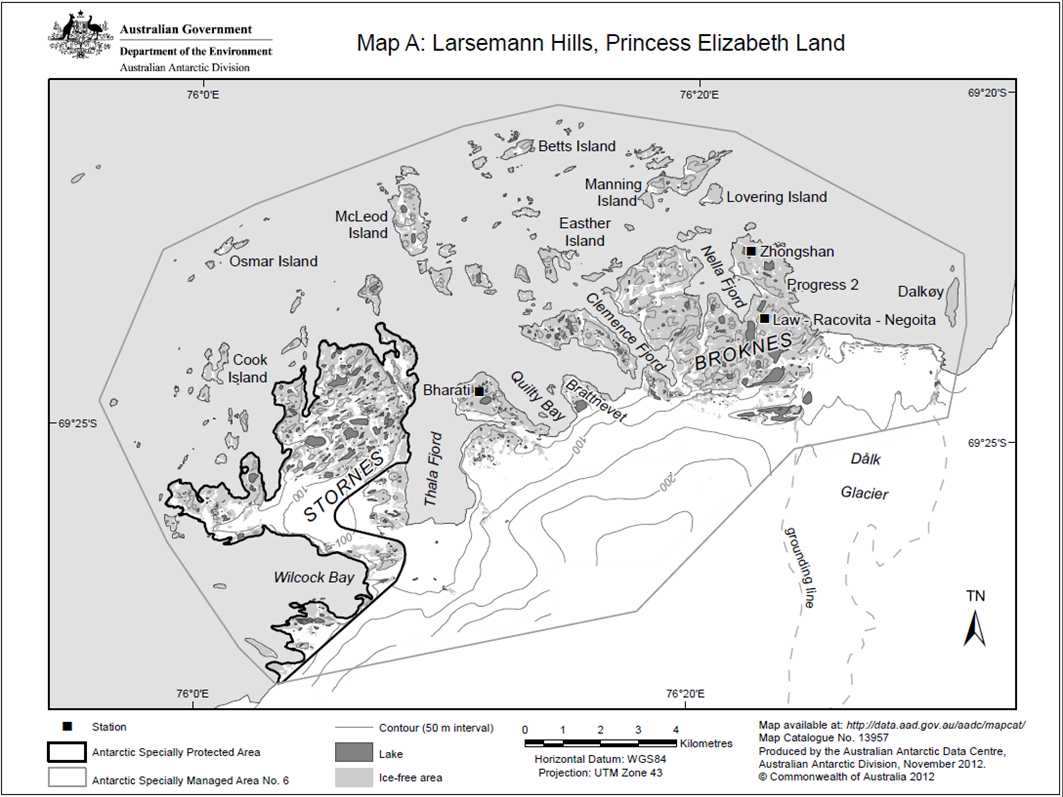 Australian Government
Department of the Environment
Australian Antarctic Division
Map A: Larsemann Hills, Princess Elizabeth Land
76°0'E
76°20'E
69°20'S
Betts Island
Manning
Island
Lovering Island
McLeod
Island
Easther
Island
Osmar Island
Nella Fjord
Zhongshan
Progress 2
Dalkøy
Clemence Fjord
Law - Racovita - Negoita
BROKNES
Cook
Island
Bharati
Quilty Bay
Brattnevet
69°25'S
100
69°25'S
Thala Fjord
STORNES
100
200
Dålk
Glacier
100
grounding line
Wilcock Bay
TN
76°0'E
76°20'E
Station
Antarctic Specially Protected Area
Antarctic Specially Managed Area No. 6
Contour (50 m interval)
Lake
Ice-free area
0 1 2 3 4
Kilometres
Horizontal Datum: WGS84
Projection: UTM Zone 43
Map available at: http://data.aad.gov.au/aadc/mapcat/
Map Catalogue No. 13957
Produced by the Australian Antarctic Data Centre,
Australian Antarctic Division, November 2012.
© Commonwealth of Australia 2012